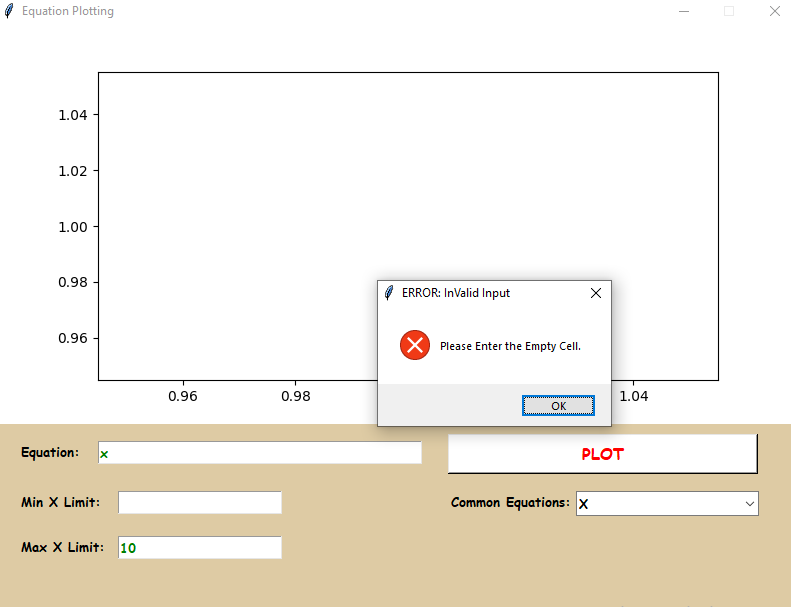 Equation Plotting
1.04
1.02
1.00
0.98
0.96
0.96
0.98
1.04
ERROR: InValid Input
Please Enter the Empty Cell.
OK
Equation:
x
PLOT
Min X Limit:
Common Equations:
X
Max X Limit:
10